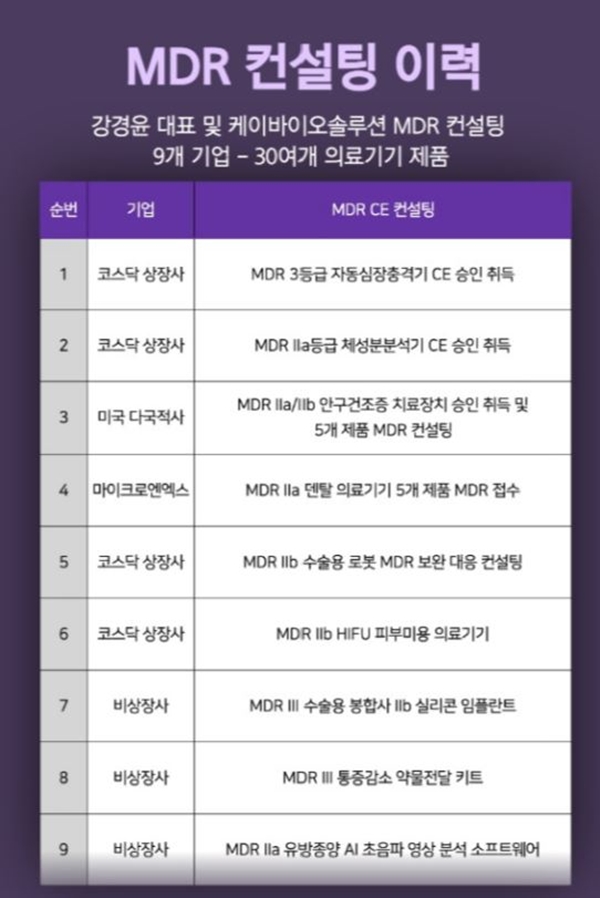 MDR 컨설팅 이력
강경윤 대표 및 케이바이오솔루션 MDR 컨설팅
9개 기업 - 30여개 의료기기 제품
순번 기업 MDR CE 컨설팅
1 코스닥 상장사 MDR 3등급 자동심장충격기 CE 승인 취득
2 코스닥 상장사 MDR IIa등급 체성분분석기 CE 승인 취득
3 미국 다국적사 MDR IIa/IIb 안구건조증 치료장치 승인 취득 및
5개 제품 MDR 컨설팅
4 마이크로엔엑스 MDR IIa 덴탈 의료기기 5개 제품 MDR 접수
5 코스닥 상장사 MDR IIb 수술용 로봇 MDR 보완 대응 컨설팅
6 코스닥 상장사 MDR IIb HIFU 피부미용 의료기기
7 비상장사 MDR III 수술용 봉합사 IIb 실리콘 임플란트
8 비상장사 MDR III 통증감소 약물전달 키트
9 비상장사 MDR IIa 유방종양 AI 초음파 영상 분석 소프트웨어